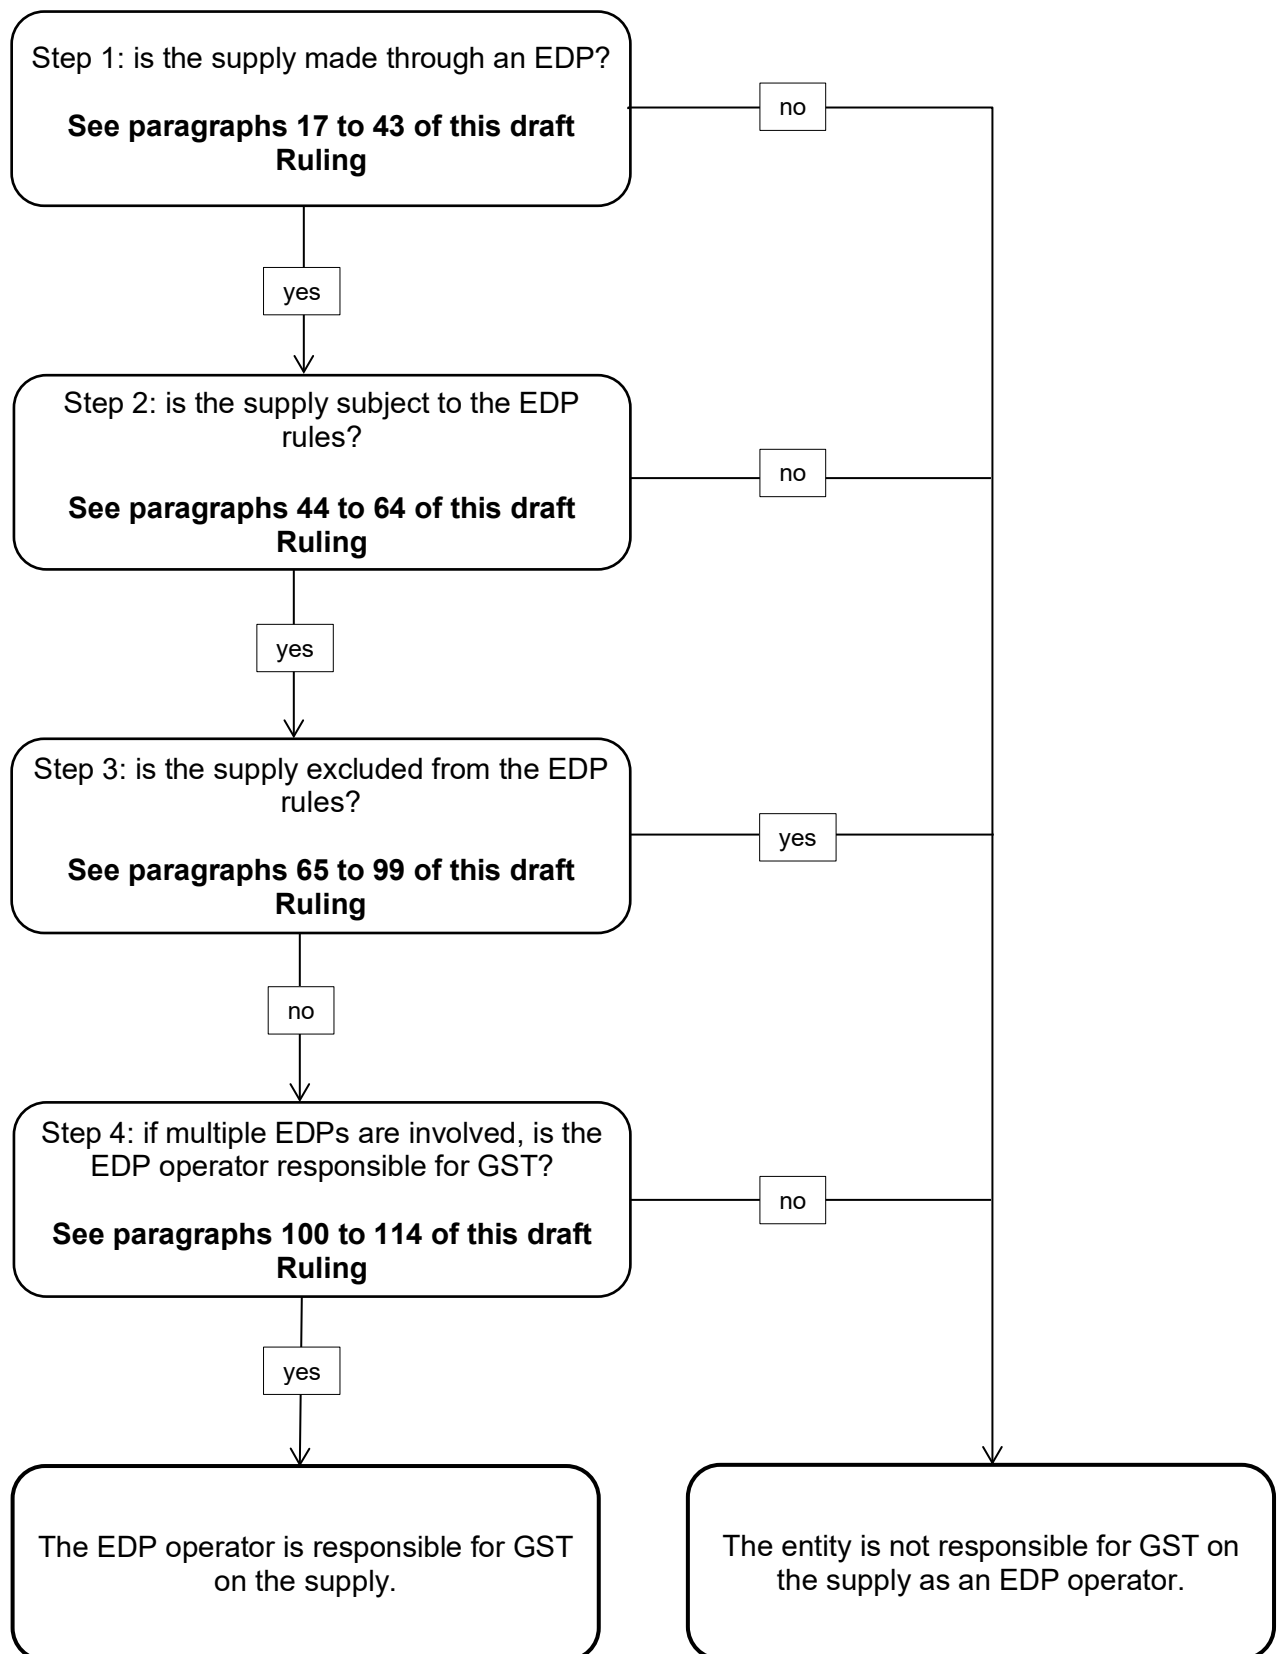 Step 1: is the supply made through an EDP?
See paragraphs 17 to 43 of this draft
Ruling
no
yes
Step 2: is the supply subject to the EDP
rules?
See paragraphs 44 to 64 of this draft
Ruling
no
yes
Step 3: is the supply excluded from the EDP
rules?
See paragraphs 65 to 99 of this draft
Ruling
yes
no
Step 4: if multiple EDPs are involved, is the
EDP operator responsible for GST?
See paragraphs 100 to 114 of this draft
Ruling
no
yes
The EDP operator is responsible for GST
on the supply.
The entity is not responsible for GST on
the supply as an EDP operator.